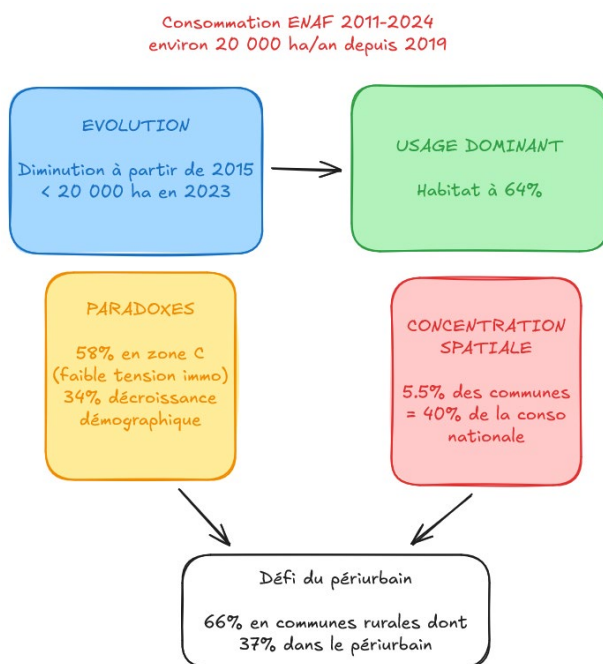 Consommation ENAF 2011-2024
environ 20 000 ha/an depuis 2019
EVOLUTION
Diminution à partir de 2015
< 20 000 ha en 2023
USAGE DOMINANT
Habitat à 64%
PARADOXES
58% en zone C
(faible tension immo)
34% décroissance
démographique
CONCENTRATION
SPATIALE
5.5% des communes
= 40% de la conso
nationale
Défi du périurbain
66% en communes rurales dont
37% dans le périurbain